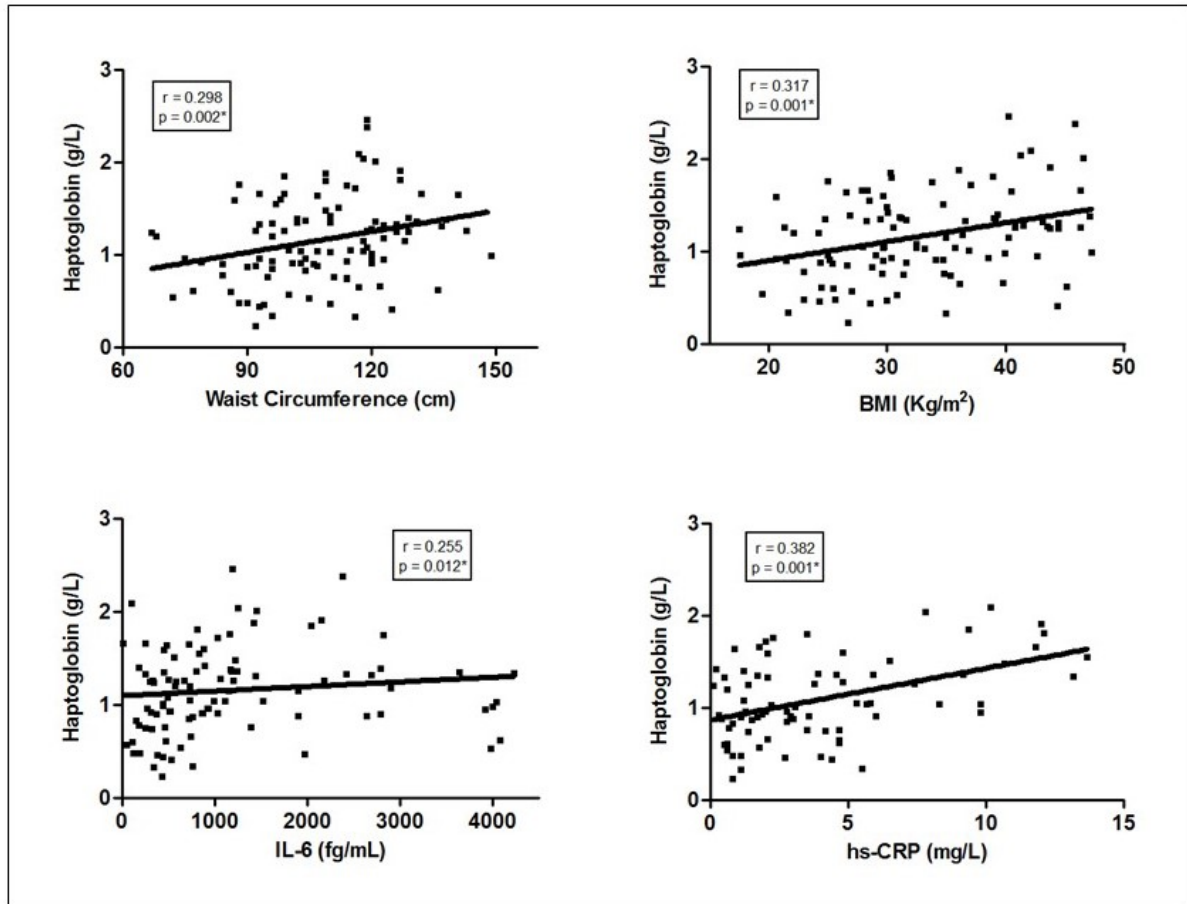 3
r = 0.298
p = 0.002*
2
1
0
Haptoglobin (g/L)
60 90 120 150
Waist Circumference (cm)
3
r = 0.317
p = 0.001*
2
1
0
Haptoglobin (g/L)
20 30 40 50
BMI (Kg/m²)
3
r = 0.255
p = 0.012*
2
1
0
Haptoglobin (g/L)
0 1000 2000 3000 4000
IL-6 (fg/mL)
3
r = 0.382
p = 0.001*
2
1
0
Haptoglobin (g/L)
0 5 10 15
hs-CRP (mg/L)